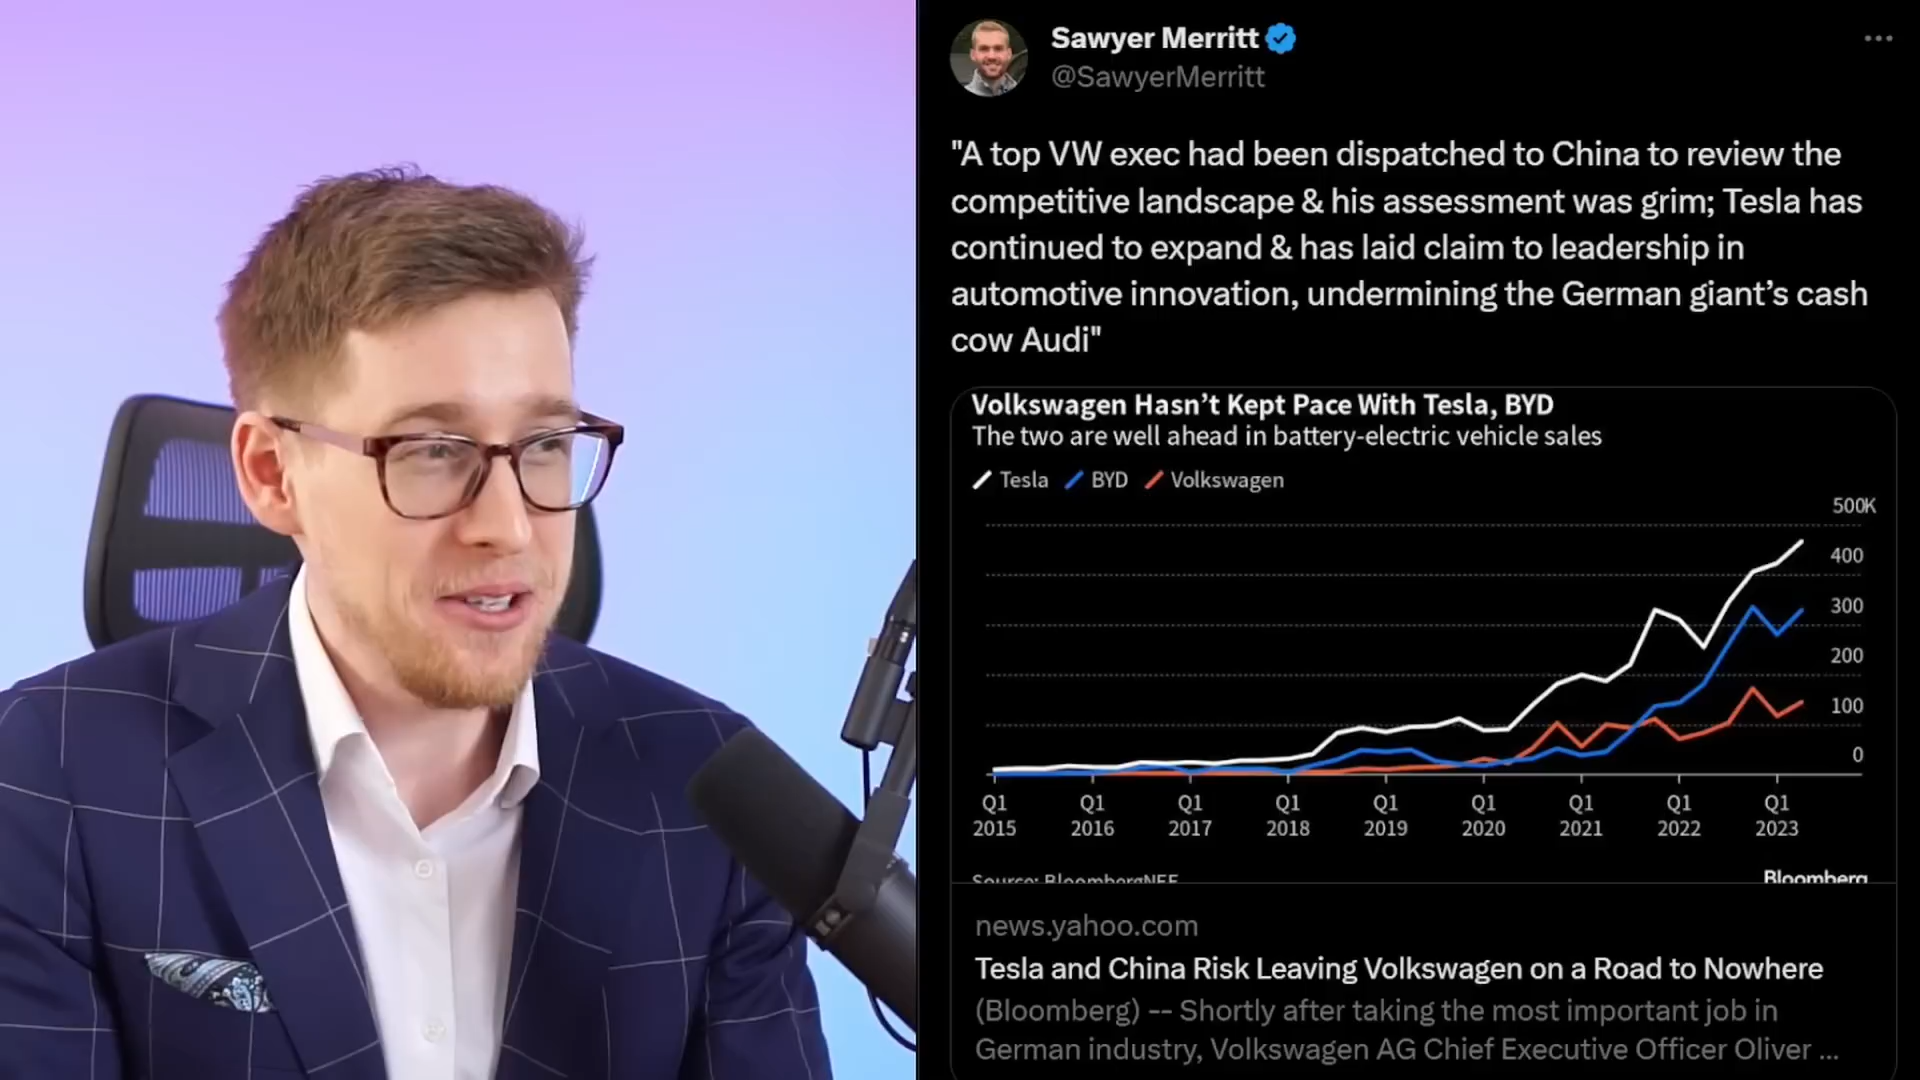 Sawyer Merritt
@SawyerMerritt
"A top VW exec had been dispatched to China to review the
competitive landscape & his assessment was grim; Tesla has
continued to expand & has laid claim to leadership in
automotive innovation, undermining the German giant’s cash
cow Audi"
Volkswagen Hasn’t Kept Pace With Tesla, BYD
The two are well ahead in battery-electric vehicle sales
Tesla BYD Volkswagen
500K
400
300
200
100
0
Q1 Q1 Q1 Q1 Q1 Q1 Q1 Q1 Q1
2015 2016 2017 2018 2019 2020 2021 2022 2023
Source: BloombergNEF Bloomberg
news.yahoo.com
Tesla and China Risk Leaving Volkswagen on a Road to Nowhere
(Bloomberg) -- Shortly after taking the most important job in
German industry, Volkswagen AG Chief Executive Officer Oliver ...